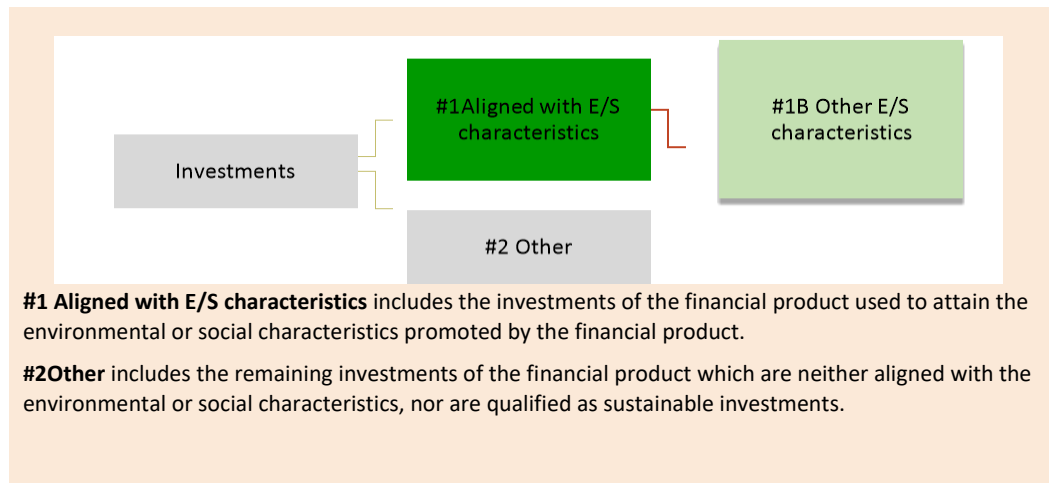 #1Aligned with E/S
characteristics
#1B Other E/S
characteristics
Investments
#2 Other
#1 Aligned with E/S characteristics includes the investments of the financial product used to attain the
environmental or social characteristics promoted by the financial product.
#2Other includes the remaining investments of the financial product which are neither aligned with the
environmental or social characteristics, nor are qualified as sustainable investments.